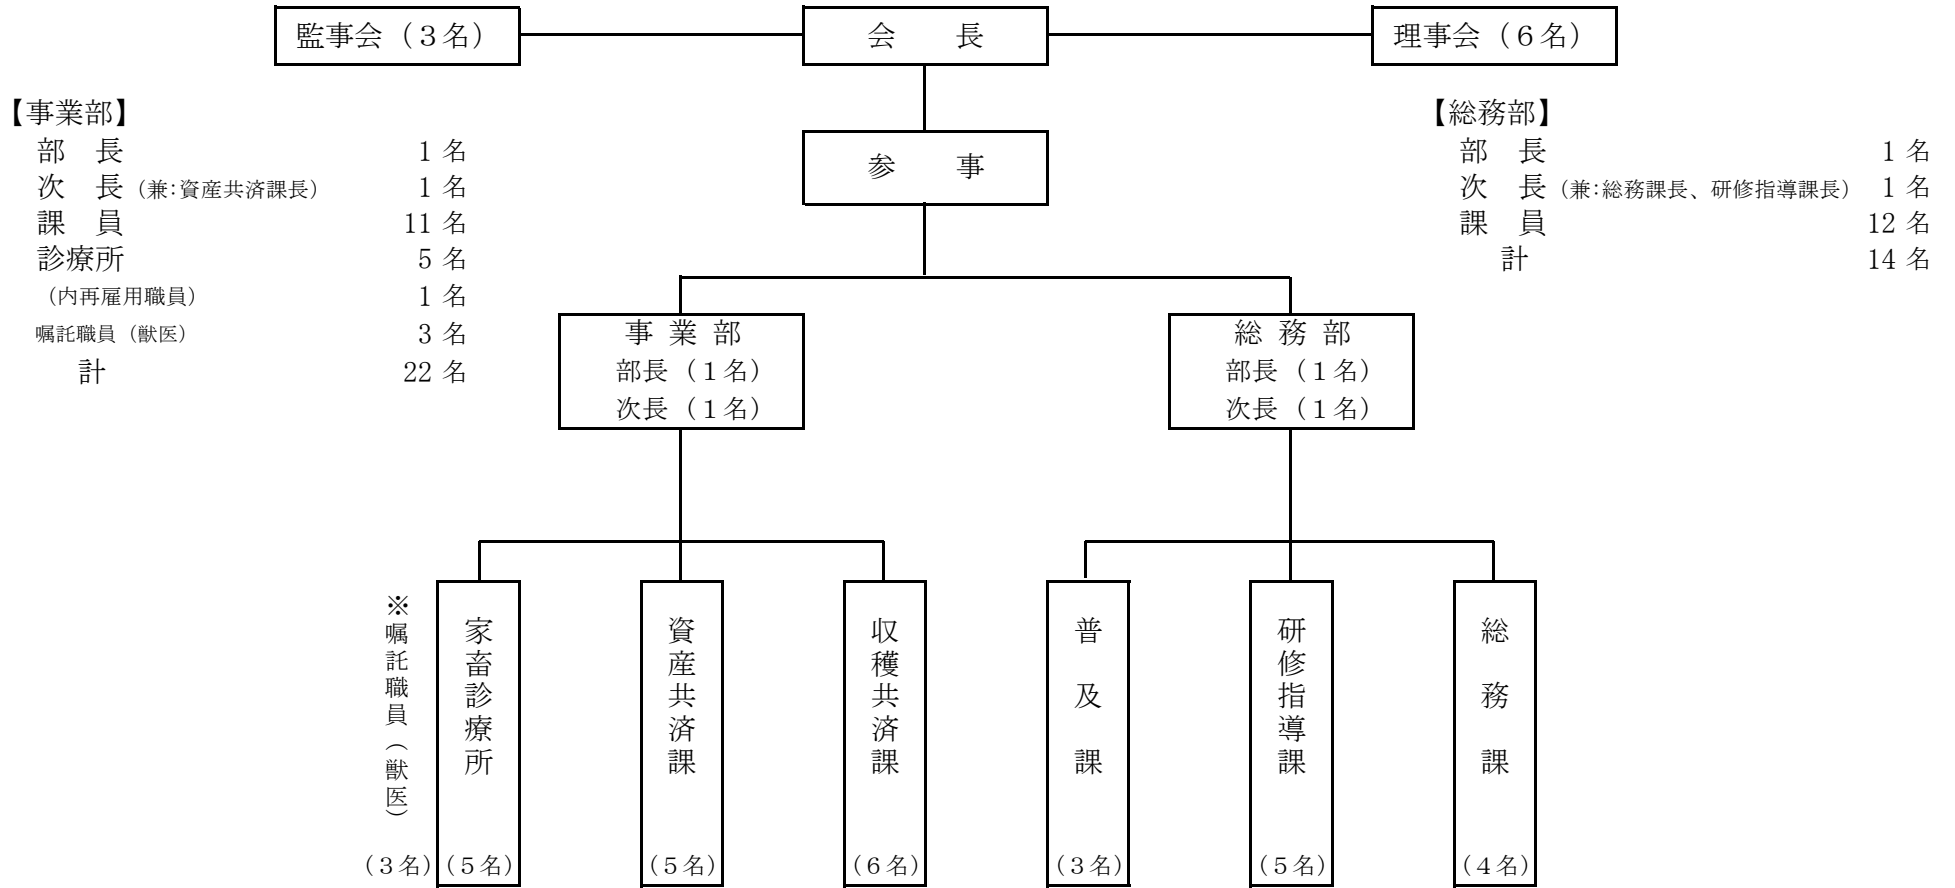 監事会（３名）
会　　長
理事会（６名）
【事業部】
部　長　1 名
次　長（兼：資産共済課長）　1 名
課　員　11 名
診療所　5 名
（内再雇用職員）　1 名
嘱託職員（獣医）　3 名
計　22 名
【総務部】
部　長　1 名
次　長（兼：総務課長、研修指導課長）　1 名
課　員　12 名
計　14 名
参　　事
事 業 部
部長（１名）
次長（１名）
総 務 部
部長（１名）
次長（１名）
※嘱託職員（獣医）
（３名）
家畜診療所
（５名）
資産共済課
（５名）
収穫共済課
（６名）
普　及　課
（３名）
研修指導課
（５名）
総　務　課
（４名）